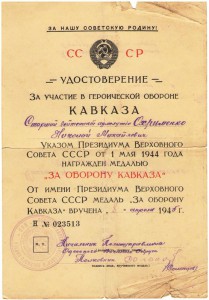 ЗА НАШУ СОВЕТСКУЮ РОДИНУ!
СС СР
УДОСТОВЕРЕНИЕ
ЗА УЧАСТИЕ В ГЕРОИЧЕСКОЙ ОБОРОНЕ
КАВКАЗА
Охрименко
Николай Михайлович
УКАЗОМ ПРЕЗИДИУМА ВЕРХОВНОГО
СОВЕТА СССР ОТ 1 МАЯ 1944 ГОДА
НАГРАЖДЕН МЕДАЛЬЮ
„ЗА ОБОРОНУ КАВКАЗА“
ОТ ИМЕНИ ПРЕЗИДИУМА ВЕРХОВНОГО
СОВЕТА СССР МЕДАЛЬ „ЗА ОБОРОНУ
КАВКАЗА“ ВРУЧЕНА
№ 023513
М. П.
Начальник